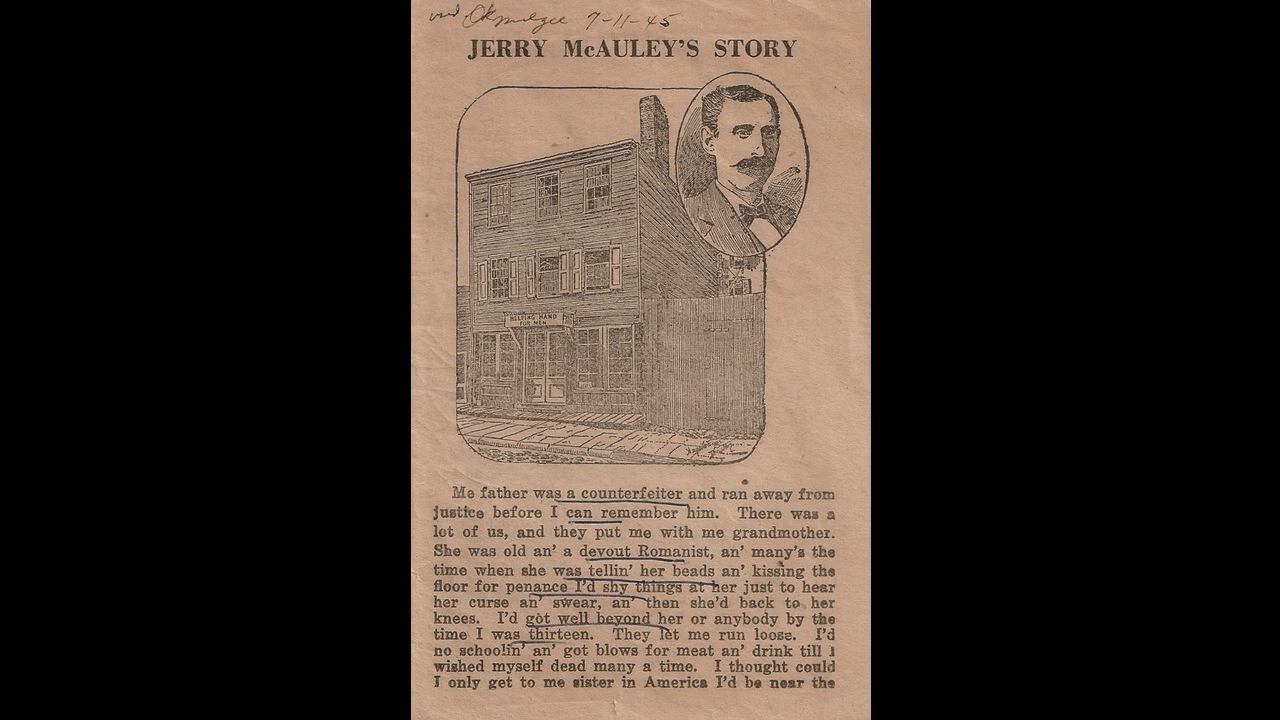 Okmulgee 7-11-45
JERRY McAULEY'S STORY
HELPING HAND
FOR MEN
Me father was a counterfeiter and ran away from
justice before I can remember him. There was a
lot of us, and they put me with me grandmother.
She was old an' a devout Romanist, an' many's the
time when she was tellin' her beads an' kissing the
floor for penance I'd shy things at her just to hear
her curse an' swear, an' then she'd back to her
knees. I'd got well beyond her or anybody by the
time I was thirteen. They let me run loose. I'd
no schoolin' an' got blows for meat an' drink till I
wished myself dead many a time. I thought could
I only get to me sister in America I'd be near the